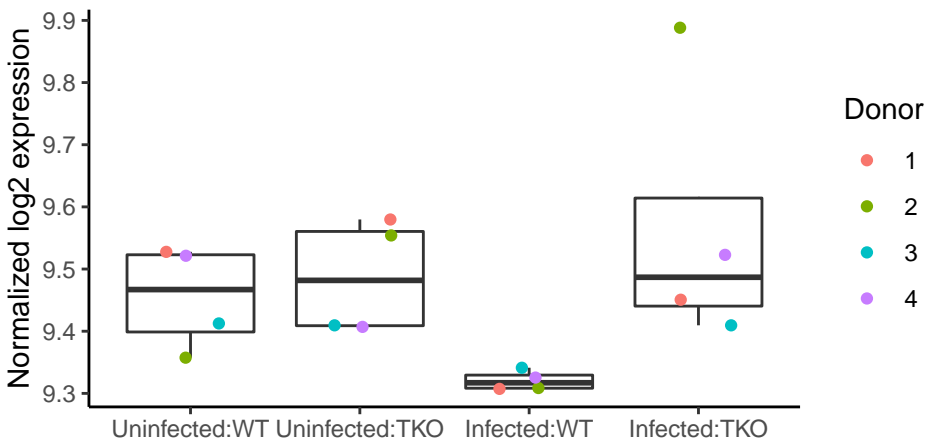 Normalized log2 expression
9.9
9.8
9.7
9.6
9.5
9.4
9.3
Uninfected:WT
Uninfected:TKO
Infected:WT
Infected:TKO
Donor
1
2
3
4